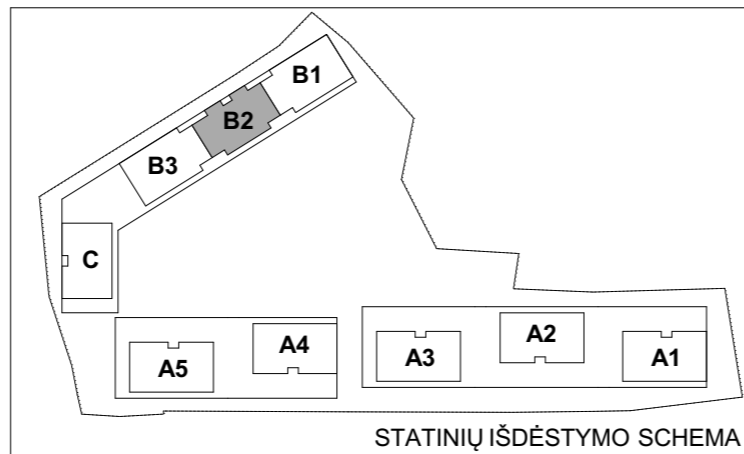 B1
B2
B3
C
A2
A4
A1
A3
A5
STATINIŲ IŠDĖSTYMO SCHEMA